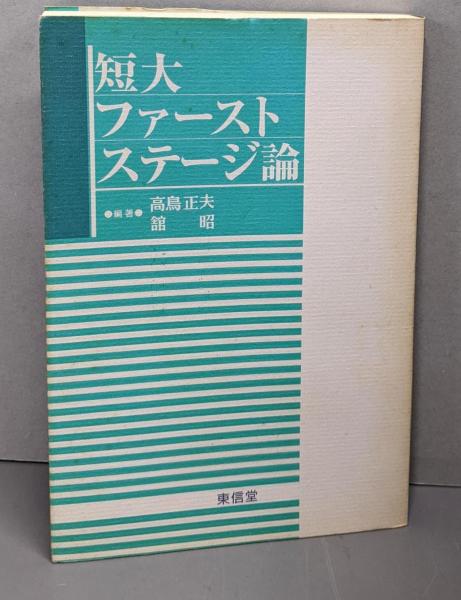 短大
ファースト
ステージ論
●編著●
高鳥正夫
舘 昭
東信堂